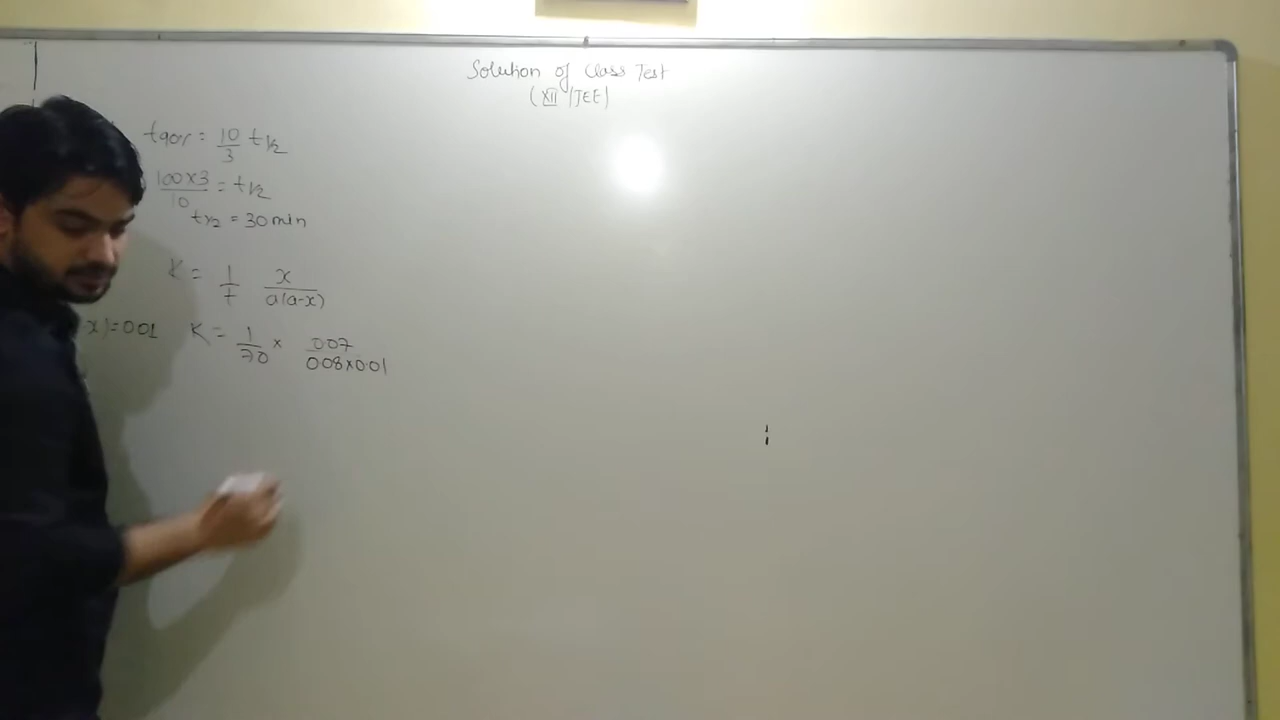 Solution of Class Test
(XII/JEE)
t90% = 10/3 t1/2
100×3/10 = t1/2
t1/2 = 30 min
K = 1/t x/a(a-x)
x)=0.01 K = 1/70 × 0.07/0.08×0.01